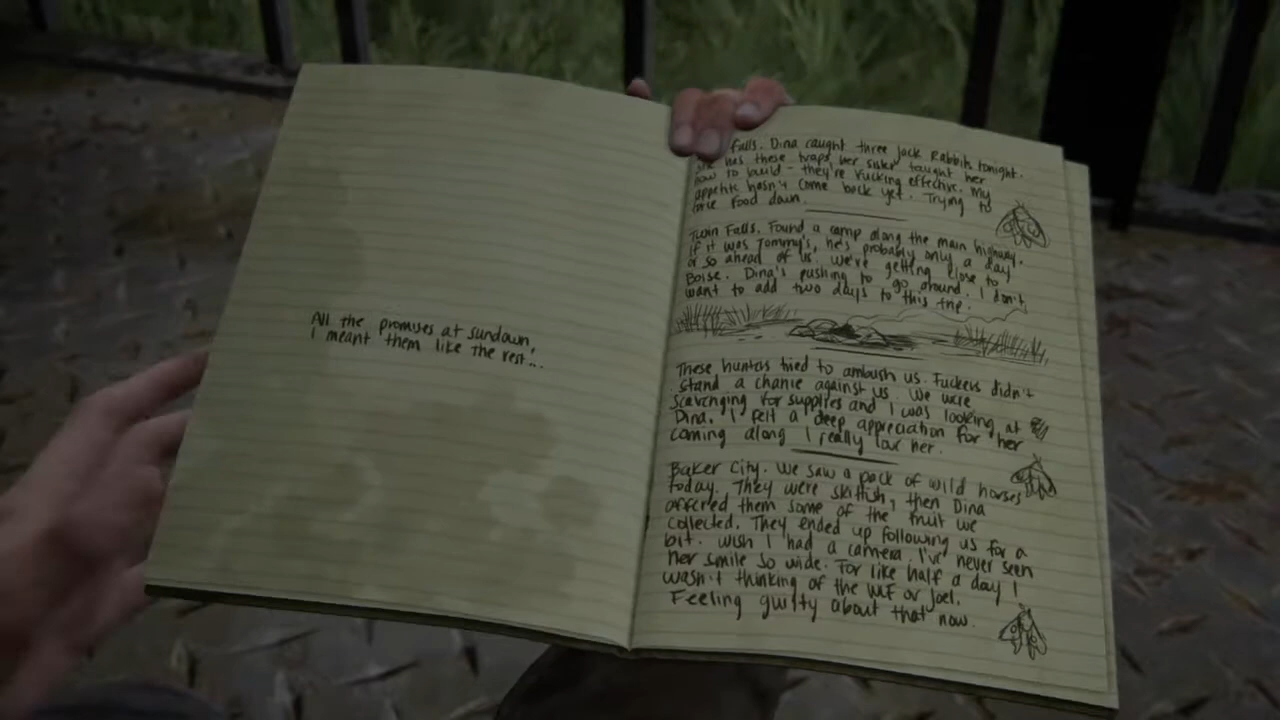 All the promises at sundown,
I meant them like the rest...
Falls. Dina caught three Jack Rabbits tonight.
She has these traps her sister taught her
how to build - they're fucking effective. My
appetite hasn't come back yet. Trying to
force food down.
Twin Falls. Found a camp along the main highway.
If it was Tommy's, he's probably only a day
or so ahead of us. We're getting close to
Boise. Dina's pushing to go around. I don't
want to add two days to this trip.
These hunters tried to ambush us. Fuckers didn't
stand a chance against us. We were
scavenging for supplies and I was looking at
Dina. I felt a deep appreciation for her
coming along I really love her.
Baker City. We saw a pack of wild horses
today. They were skittish, then Dina
offered them some of the fruit we
collected. They ended up following us for a
bit. Wish I had a camera. I've never seen
her smile so wide. For like half a day I
wasn't thinking of the WLF or Joel.
Feeling guilty about that now.